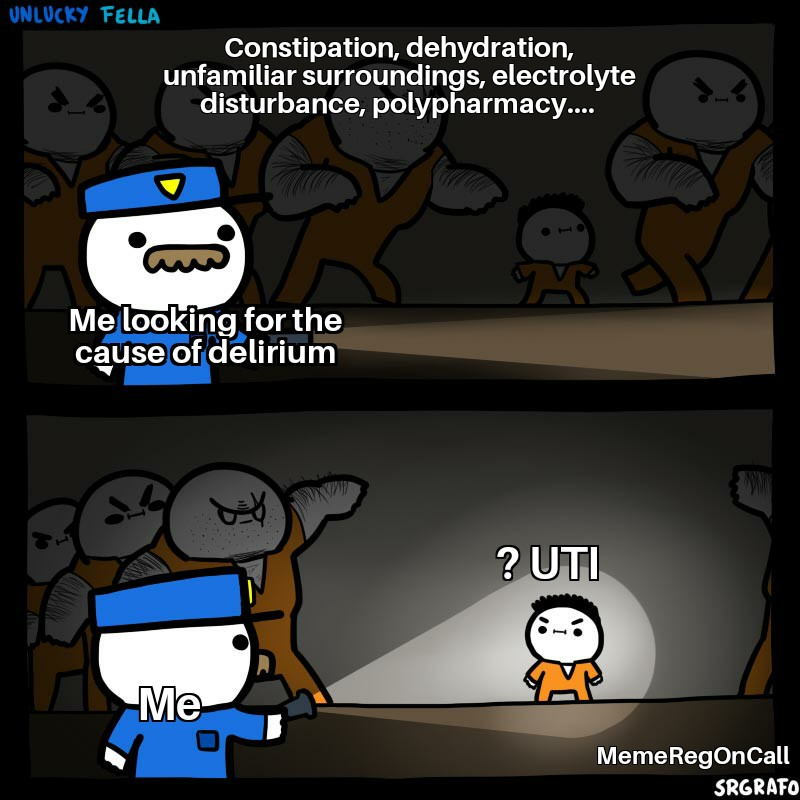 UNLUCKY FELLA
Constipation, dehydration,
unfamiliar surroundings, electrolyte
disturbance, polypharmacy....
Me looking for the
cause of delirium
? UTI
Me
MemeRegOnCall
SRGRAFO